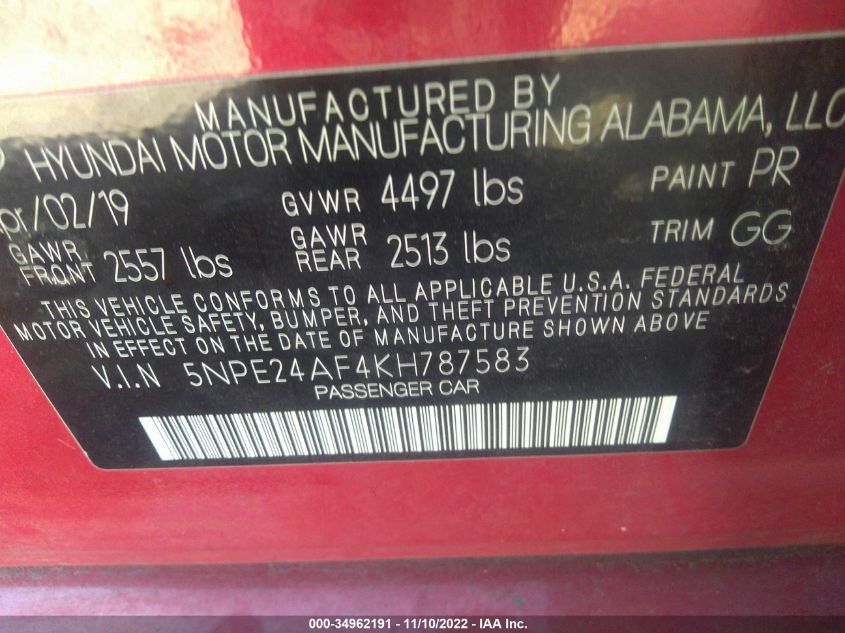 MANUFACTURED BY
HYUNDAI MOTOR MANUFACTURING ALABAMA, LLC
/02/19 GVWR 4497 lbs PAINT PR
GAWR FRONT 2557 lbs GAWR REAR 2513 lbs TRIM GG
THIS VEHICLE CONFORMS TO ALL APPLICABLE U.S.A. FEDERAL
MOTOR VEHICLE SAFETY, BUMPER, AND THEFT PREVENTION STANDARDS
IN EFFECT ON THE DATE OF MANUFACTURE SHOWN ABOVE
V.I.N 5NPE24AF4KH787583
PASSENGER CAR
000-34962191 - 11/10/2022 - IAA Inc.